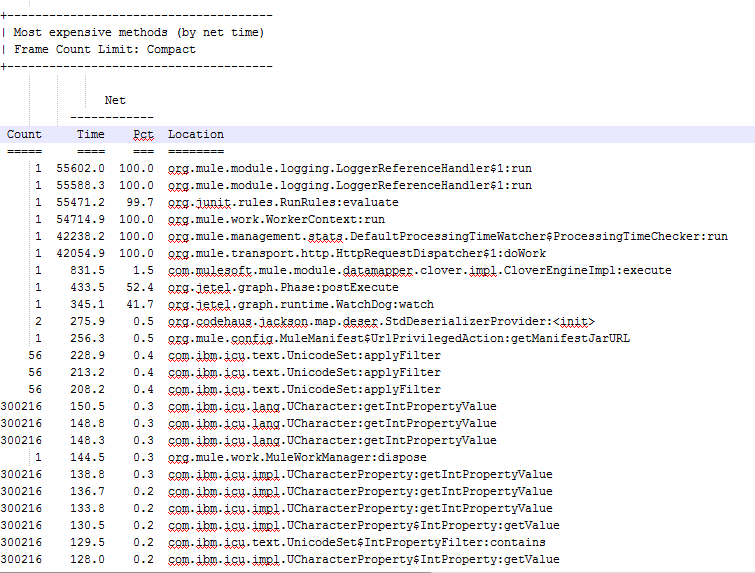 +--------------------------------------
| Most expensive methods (by net time)
| Frame Count Limit: Compact
+--------------------------------------
Net
------------
Count Time Pct Location
===== ==== === ========
1 55602.0 100.0 org.mule.module.logging.LoggerReferenceHandler$1:run
1 55588.3 100.0 org.mule.module.logging.LoggerReferenceHandler$1:run
1 55471.2 99.7 org.junit.rules.RunRules:evaluate
1 54714.9 100.0 org.mule.work.WorkerContext:run
1 42238.2 100.0 org.mule.management.stats.DefaultProcessingTimeWatcher$ProcessingTimeChecker:run
1 42054.9 100.0 org.mule.transport.http.HttpRequestDispatcher$1:doWork
1 831.5 1.5 com.mulesoft.mule.module.datamapper.clover.impl.CloverEngineImpl:execute
1 433.5 52.4 org.jetel.graph.Phase:postExecute
1 345.1 41.7 org.jetel.graph.runtime.WatchDog:watch
2 275.9 0.5 org.codehaus.jackson.map.deser.StdDeserializerProvider:<init>
1 256.3 0.5 org.mule.config.MuleManifest$UrlPrivilegedAction:getManifestJarURL
56 228.9 0.4 com.ibm.icu.text.UnicodeSet:applyFilter
56 213.2 0.4 com.ibm.icu.text.UnicodeSet:applyFilter
56 208.2 0.4 com.ibm.icu.text.UnicodeSet:applyFilter
300216 150.5 0.3 com.ibm.icu.lang.UCharacter:getIntPropertyValue
300216 148.8 0.3 com.ibm.icu.lang.UCharacter:getIntPropertyValue
300216 148.3 0.3 com.ibm.icu.lang.UCharacter:getIntPropertyValue
1 144.5 0.3 org.mule.work.MuleWorkManager:dispose
300216 138.8 0.3 com.ibm.icu.impl.UCharacterProperty:getIntPropertyValue
300216 136.7 0.2 com.ibm.icu.impl.UCharacterProperty:getIntPropertyValue
300216 133.8 0.2 com.ibm.icu.impl.UCharacterProperty:getIntPropertyValue
300216 130.5 0.2 com.ibm.icu.impl.UCharacterProperty$IntProperty:getValue
300216 129.5 0.2 com.ibm.icu.text.UnicodeSet$IntPropertyFilter:contains
300216 128.0 0.2 com.ibm.icu.impl.UCharacterProperty$IntProperty:getValue